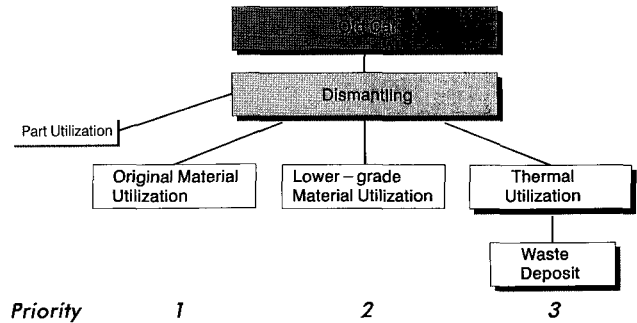 Old Car
Dismantling
Part Utilization
Original Material
Utilization
Lower – grade
Material Utilization
Thermal
Utilization
Waste
Deposit
Priority 1 2 3